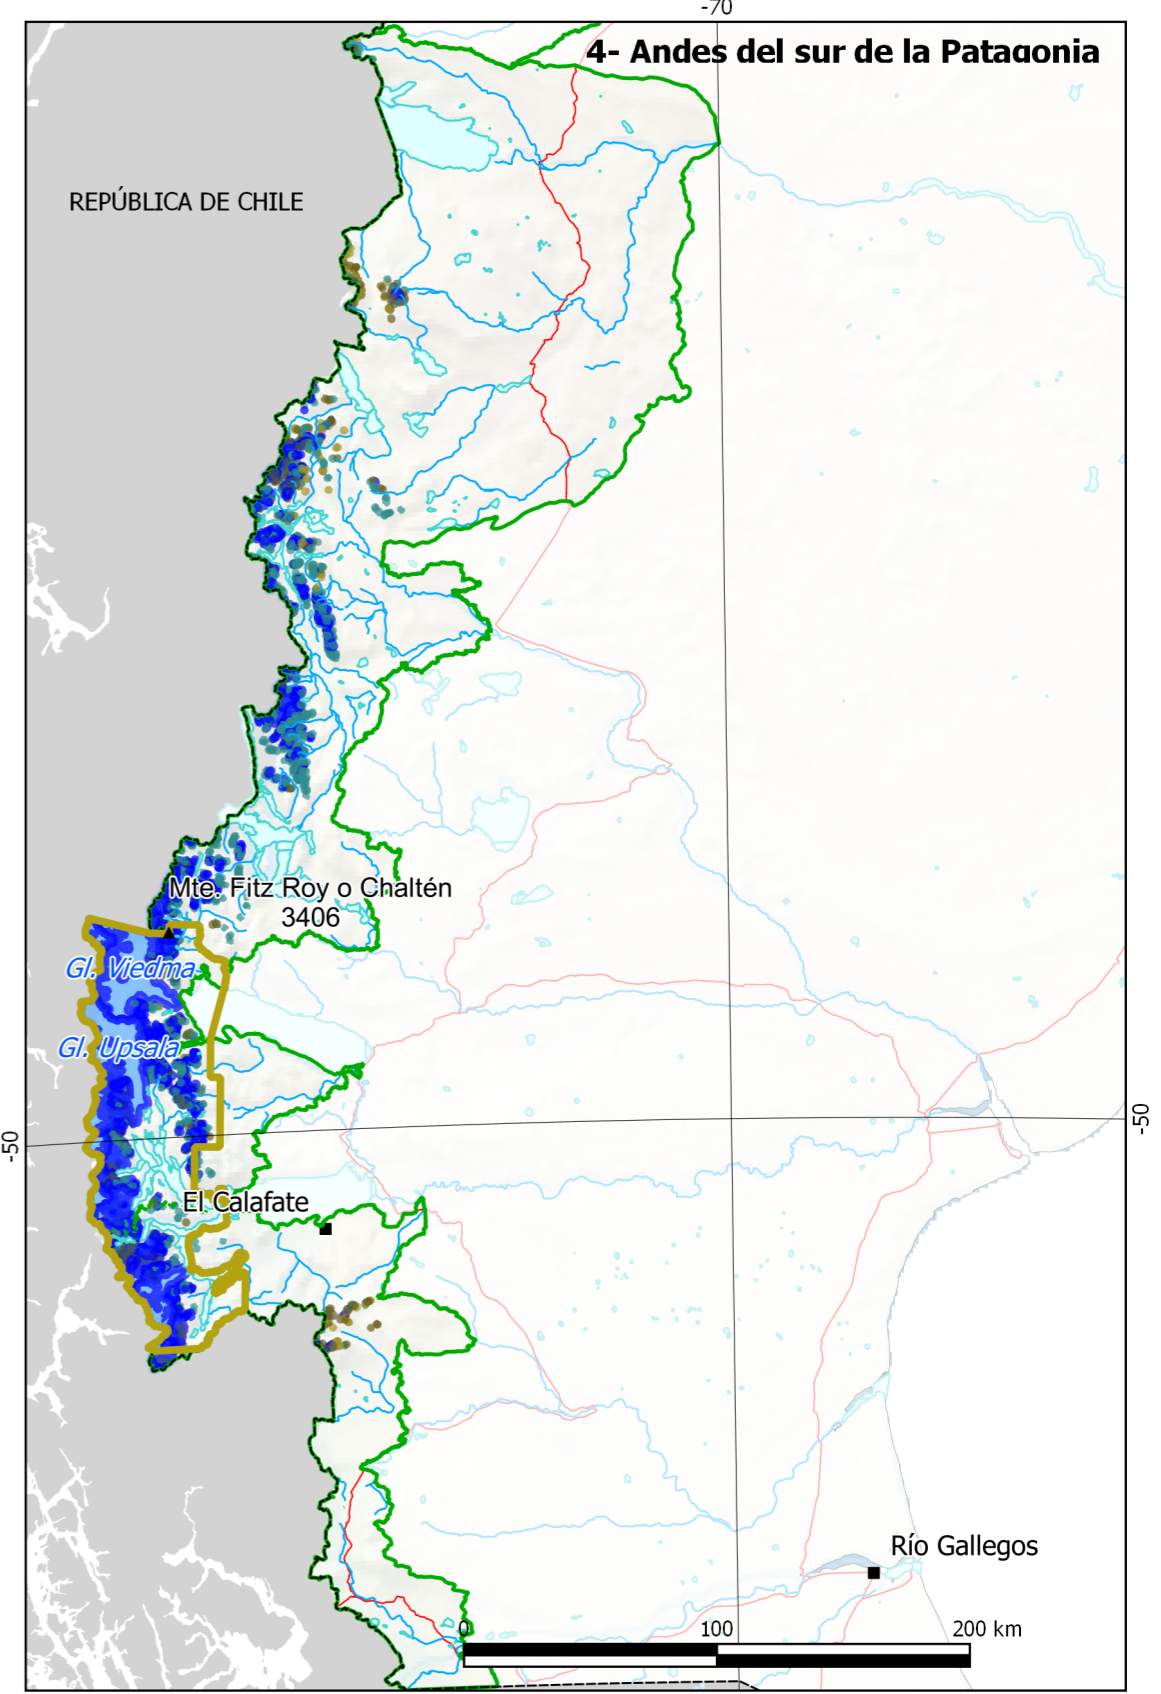 -70
4- Andes del sur de la Patagonia
REPÚBLICA DE CHILE
Mte. Fitz Roy o Chaltén
3406
Gl. Viedma
Gl. Upsala
-50
-50
El Calafate
Río Gallegos
0 100 200 km